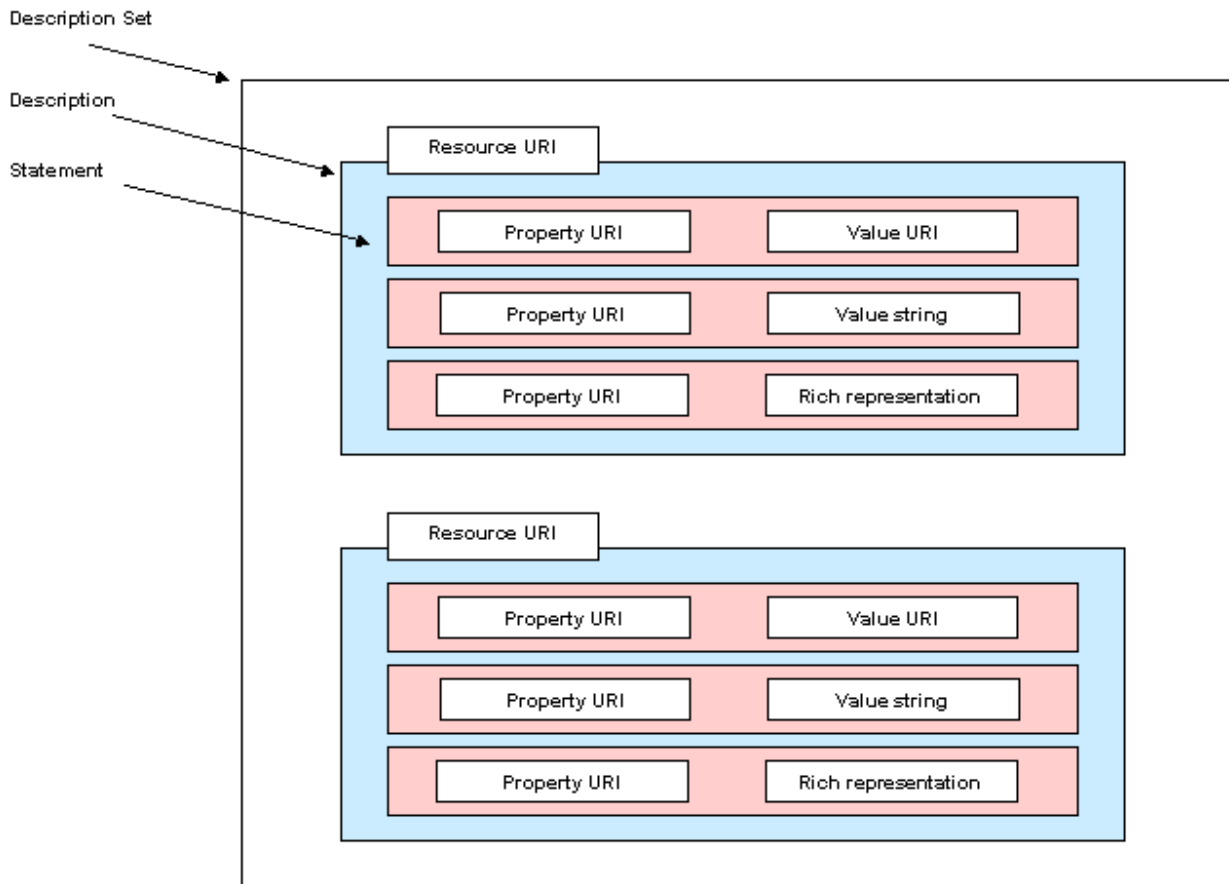 Description Set
Description
Statement
Resource URI
Property URI
Value URI
Property URI
Value string
Property URI
Rich representation
Resource URI
Property URI
Value URI
Property URI
Value string
Property URI
Rich representation